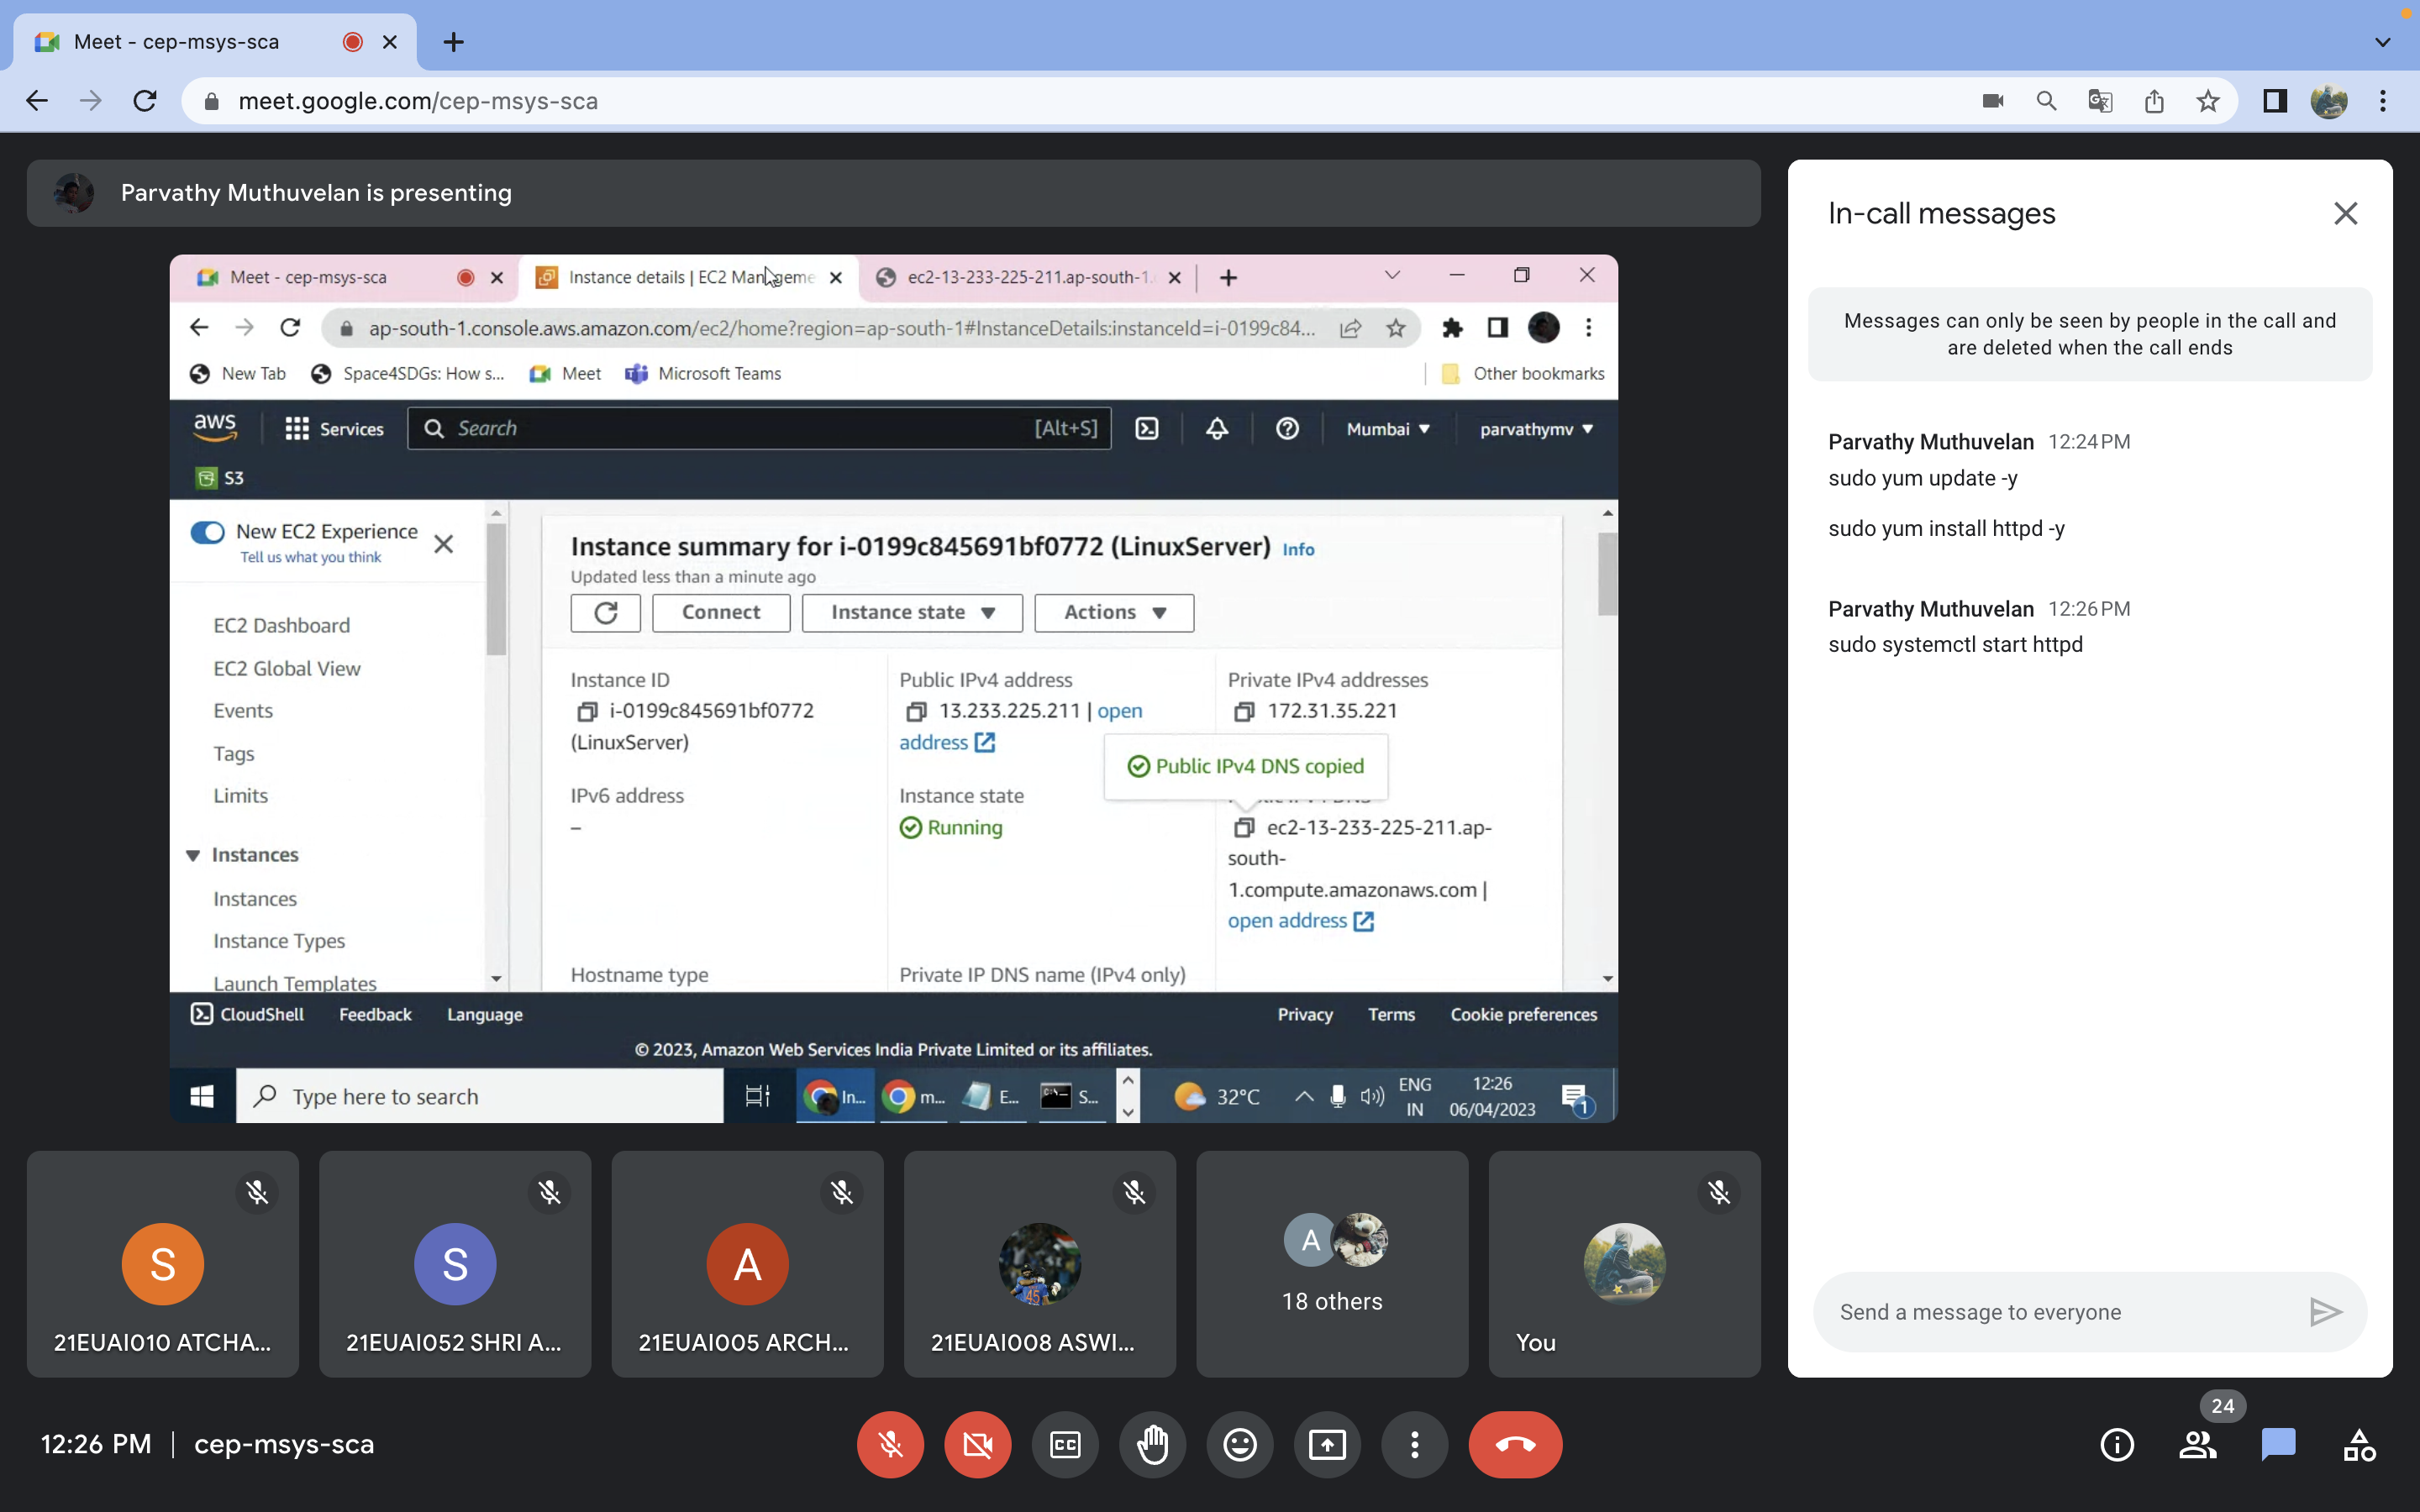 Meet - cep-msys-sca
meet.google.com/cep-msys-sca
Parvathy Muthuvelan is presenting
Meet - cep-msys-sca
Instance details | EC2 Manageme
ec2-13-233-225-211.ap-south-1.
ap-south-1.console.aws.amazon.com/ec2/home?region=ap-south-1#InstanceDetails:instanceId=i-0199c84...
New Tab
Space4SDGs: How s...
Meet
Microsoft Teams
Other bookmarks
aws
Services
Search
[Alt+S]
Mumbai
parvathymv
S3
New EC2 Experience
Tell us what you think
EC2 Dashboard
EC2 Global View
Events
Tags
Limits
Instances
Instances
Instance Types
Launch Templates
Instance summary for i-0199c845691bf0772 (LinuxServer) Info
Updated less than a minute ago
Connect
Instance state
Actions
Instance ID
i-0199c845691bf0772
(LinuxServer)
Public IPv4 address
13.233.225.211 | open
address
Private IPv4 addresses
172.31.35.221
Public IPv4 DNS copied
IPv6 address
–
Instance state
Running
ec2-13-233-225-211.ap-
south-
1.compute.amazonaws.com |
open address
Hostname type
Private IP DNS name (IPv4 only)
CloudShell
Feedback
Language
Privacy
Terms
Cookie preferences
© 2023, Amazon Web Services India Private Limited or its affiliates.
Type here to search
In...
m...
E...
S...
32°C
ENG
IN
12:26
06/04/2023
1
In-call messages
Messages can only be seen by people in the call and
are deleted when the call ends
Parvathy Muthuvelan 12:24 PM
sudo yum update -y
sudo yum install httpd -y
Parvathy Muthuvelan 12:26 PM
sudo systemctl start httpd
Send a message to everyone
S
21EUAI010 ATCHA...
S
21EUAI052 SHRI A...
A
21EUAI005 ARCH...
45
21EUAI008 ASWI...
A
18 others
You
12:26 PM | cep-msys-sca
CC
24